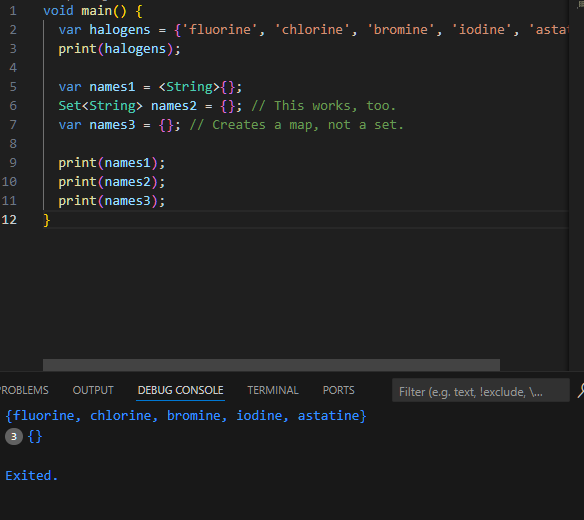 1 void main() {
2 var halogens = {'fluorine', 'chlorine', 'bromine', 'iodine', 'astat
3 print(halogens);
4
5 var names1 = <String>{};
6 Set<String> names2 = {}; // This works, too.
7 var names3 = {}; // Creates a map, not a set.
8
9 print(names1);
10 print(names2);
11 print(names3);
12 }
ROBLEMS OUTPUT DEBUG CONSOLE TERMINAL PORTS Filter (e.g. text, !exclude, \...
{fluorine, chlorine, bromine, iodine, astatine}
3 {}
Exited.